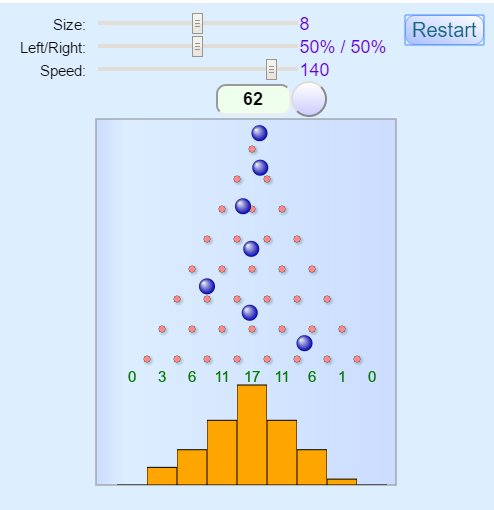 Size: 8 Restart
Left/Right: 50% / 50%
Speed: 140
62
0 3 6 11 17 11 6 1 0